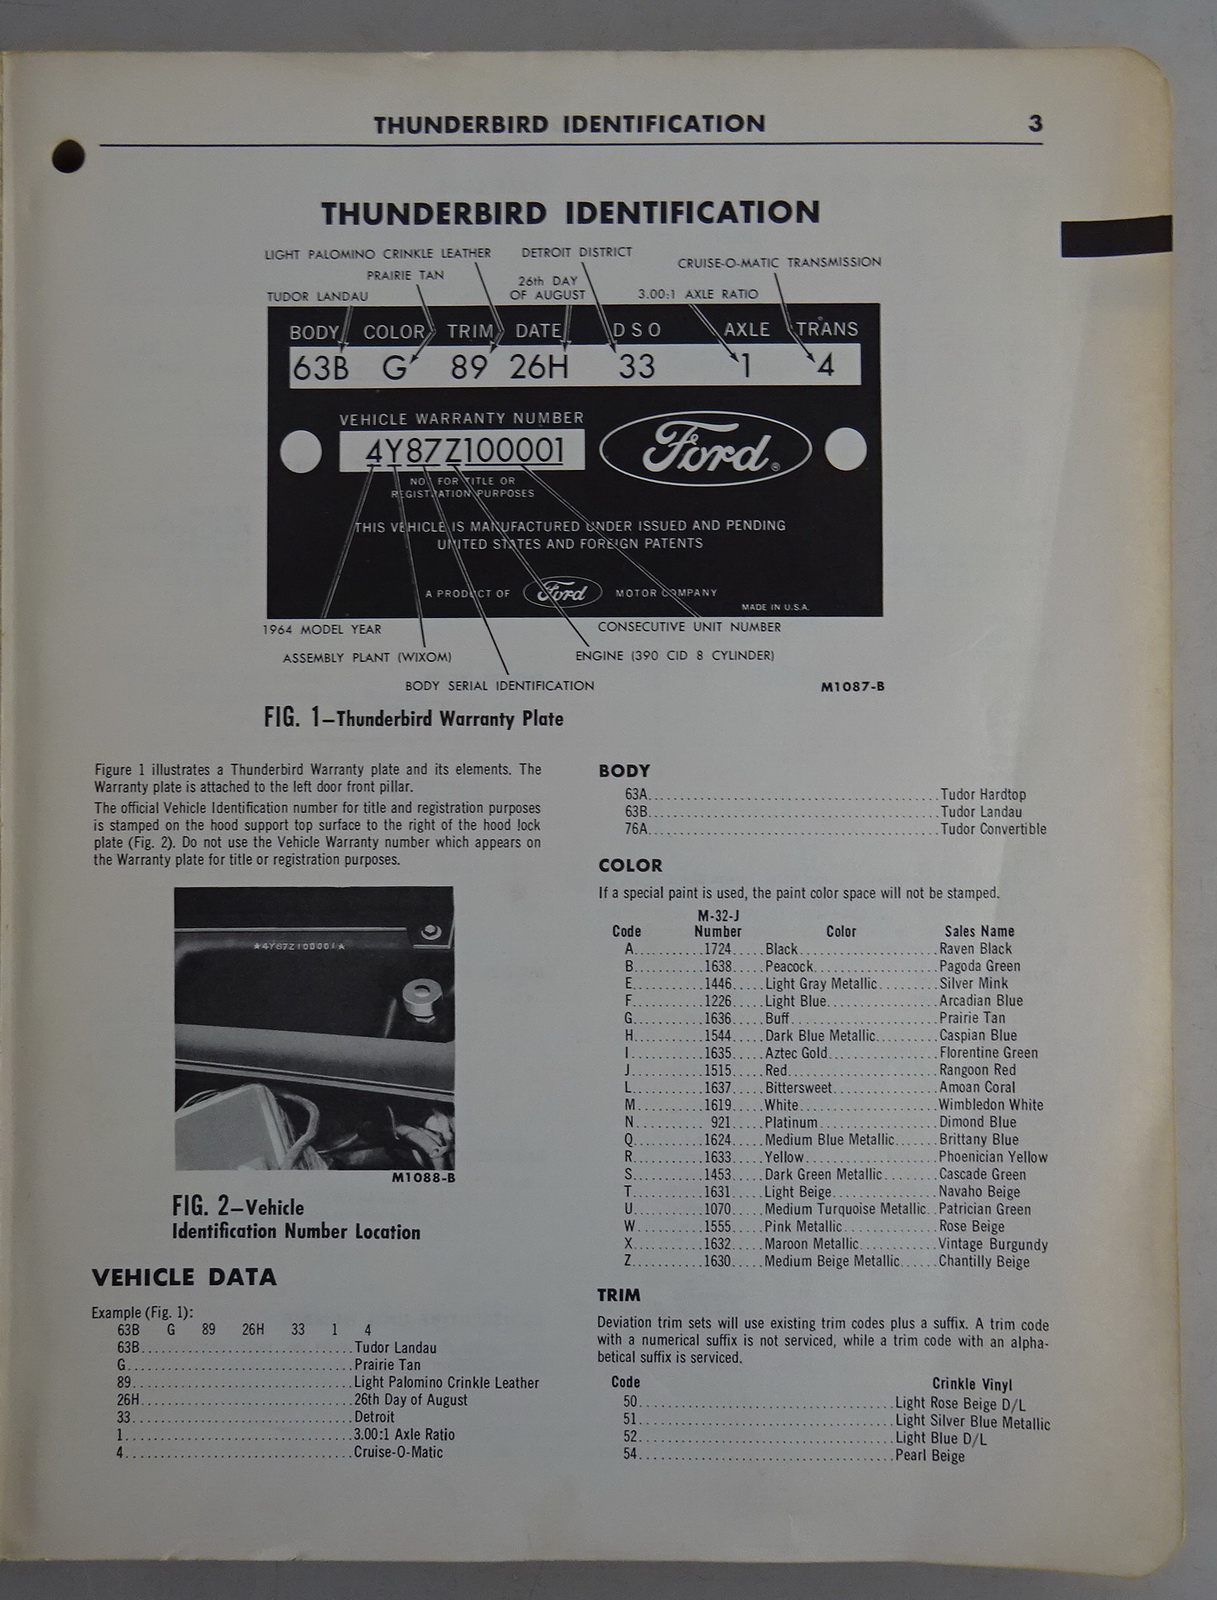 THUNDERBIRD IDENTIFICATION 3
THUNDERBIRD IDENTIFICATION
LIGHT PALOMINO CRINKLE LEATHER
DETROIT DISTRICT
PRAIRIE TAN
26th DAY
OF AUGUST
CRUISE-O-MATIC TRANSMISSION
TUDOR LANDAU
3.00:1 AXLE RATIO
BODY COLOR TRIM DATE D S O AXLE TRANS
63B G 89 26H 33 1 4
VEHICLE WARRANTY NUMBER
4Y87Z100001
Ford
NOT FOR TITLE OR
REGISTRATION PURPOSES
THIS VEHICLE IS MANUFACTURED UNDER ISSUED AND PENDING
UNITED STATES AND FOREIGN PATENTS
A PRODUCT OF Ford MOTOR COMPANY
MADE IN U.S.A.
1964 MODEL YEAR
CONSECUTIVE UNIT NUMBER
ASSEMBLY PLANT (WIXOM)
ENGINE (390 CID 8 CYLINDER)
BODY SERIAL IDENTIFICATION
M1087-B
FIG. 1—Thunderbird Warranty Plate
Figure 1 illustrates a Thunderbird Warranty plate and its elements. The
Warranty plate is attached to the left door front pillar.
The official Vehicle Identification number for title and registration purposes
is stamped on the hood support top surface to the right of the hood lock
plate (Fig. 2). Do not use the Vehicle Warranty number which appears on
the Warranty plate for title or registration purposes.
★4Y87Z100001A
M1088-B
FIG. 2—Vehicle
Identification Number Location
VEHICLE DATA
Example (Fig. 1):
63B G 89 26H 33 1 4
63B................................Tudor Landau
G..................................Prairie Tan
89.................................Light Palomino Crinkle Leather
26H................................26th Day of August
33.................................Detroit
1..................................3.00:1 Axle Ratio
4..................................Cruise-O-Matic
BODY
63A..........................................Tudor Hardtop
63B..........................................Tudor Landau
76A..........................................Tudor Convertible
COLOR
If a special paint is used, the paint color space will not be stamped.
M-32-J
Code Number Color Sales Name
A...........1724.....Black.....................Raven Black
B...........1638.....Peacock...................Pagoda Green
E...........1446.....Light Gray Metallic.........Silver Mink
F...........1226.....Light Blue.................Arcadian Blue
G...........1636.....Buff......................Prairie Tan
H...........1544.....Dark Blue Metallic.........Caspian Blue
I...........1635.....Aztec Gold.................Florentine Green
J...........1515.....Red.......................Rangoon Red
L...........1637.....Bittersweet................Amoan Coral
M...........1619.....White.....................Wimbledon White
N........... 921.....Platinum..................Dimond Blue
Q...........1624.....Medium Blue Metallic.......Brittany Blue
R...........1633.....Yellow....................Phoenician Yellow
S...........1453.....Dark Green Metallic........Cascade Green
T...........1631.....Light Beige................Navaho Beige
U...........1070.....Medium Turquoise Metallic..Patrician Green
W...........1555.....Pink Metallic..............Rose Beige
X...........1632.....Maroon Metallic............Vintage Burgundy
Z...........1630.....Medium Beige Metallic......Chantilly Beige
TRIM
Deviation trim sets will use existing trim codes plus a suffix. A trim code
with a numerical suffix is not serviced, while a trim code with an alpha-
betical suffix is serviced.
Code Crinkle Vinyl
50.....................................Light Rose Beige D/L
51.....................................Light Silver Blue Metallic
52.....................................Light Blue D/L
54.....................................Pearl Beige